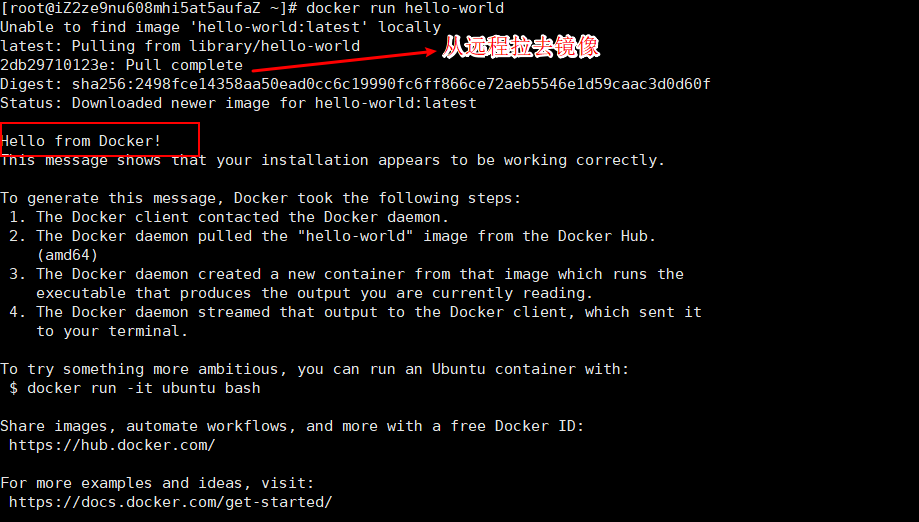 [root@iZ2ze9nu608mhi5at5aufaZ ~]# docker run hello-world
Unable to find image 'hello-world:latest' locally
latest: Pulling from library/hello-world
从远程拉去镜像
2db29710123e: Pull complete
Digest: sha256:2498fce14358aa50ead0cc6c19990fc6ff866ce72aeb5546e1d59caac3d0d60f
Status: Downloaded newer image for hello-world:latest
Hello from Docker!
This message shows that your installation appears to be working correctly.
To generate this message, Docker took the following steps:
1. The Docker client contacted the Docker daemon.
2. The Docker daemon pulled the "hello-world" image from the Docker Hub.
(amd64)
3. The Docker daemon created a new container from that image which runs the
executable that produces the output you are currently reading.
4. The Docker daemon streamed that output to the Docker client, which sent it
to your terminal.
To try something more ambitious, you can run an Ubuntu container with:
$ docker run -it ubuntu bash
Share images, automate workflows, and more with a free Docker ID:
https://hub.docker.com/
For more examples and ideas, visit:
https://docs.docker.com/get-started/